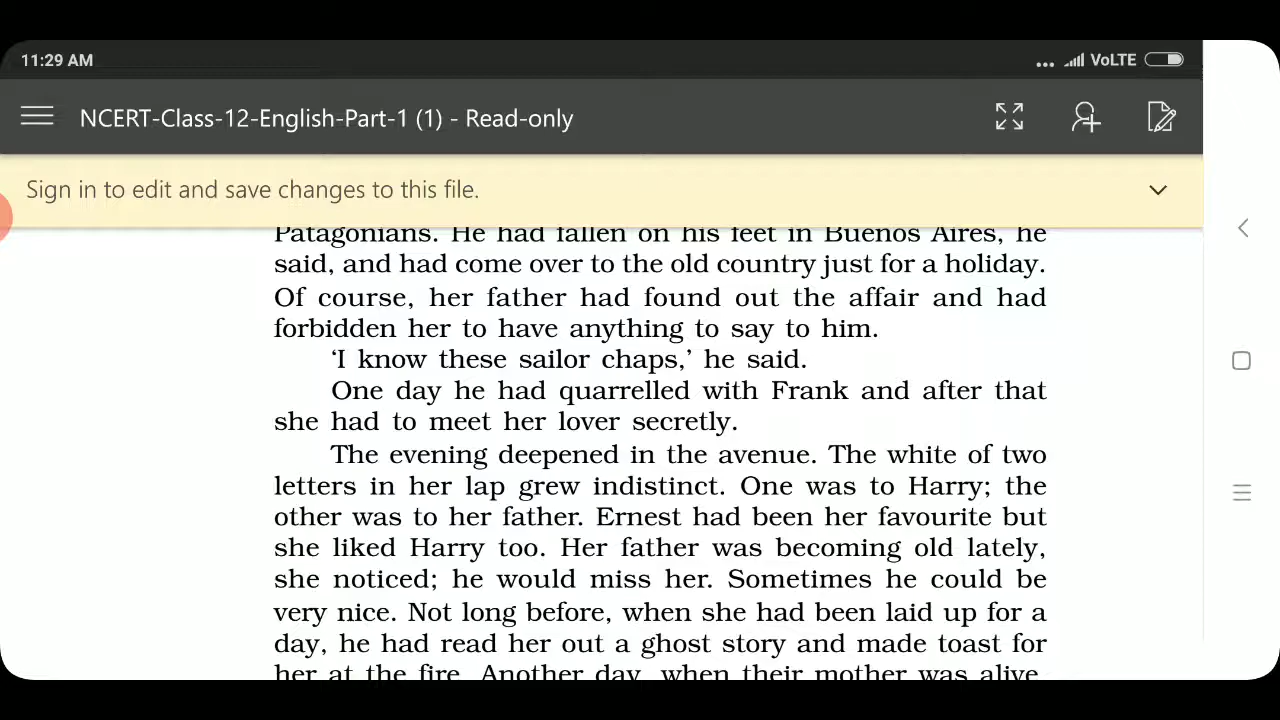 11:29 AM
... VoLTE
NCERT-Class-12-English-Part-1 (1) - Read-only
Sign in to edit and save changes to this file.
Patagonians. He had fallen on his feet in Buenos Aires, he
said, and had come over to the old country just for a holiday.
Of course, her father had found out the affair and had
forbidden her to have anything to say to him.
‘I know these sailor chaps,’ he said.
One day he had quarrelled with Frank and after that
she had to meet her lover secretly.
The evening deepened in the avenue. The white of two
letters in her lap grew indistinct. One was to Harry; the
other was to her father. Ernest had been her favourite but
she liked Harry too. Her father was becoming old lately,
she noticed; he would miss her. Sometimes he could be
very nice. Not long before, when she had been laid up for a
day, he had read her out a ghost story and made toast for
her at the fire. Another day, when their mother was alive,